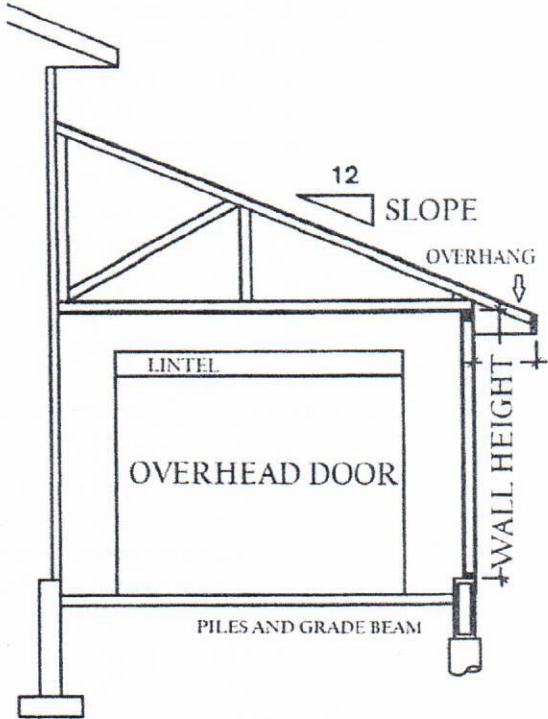 12
SLOPE
OVERHANG
LINTEL
OVERHEAD DOOR
WALL HEIGHT
PILES AND GRADE BEAM